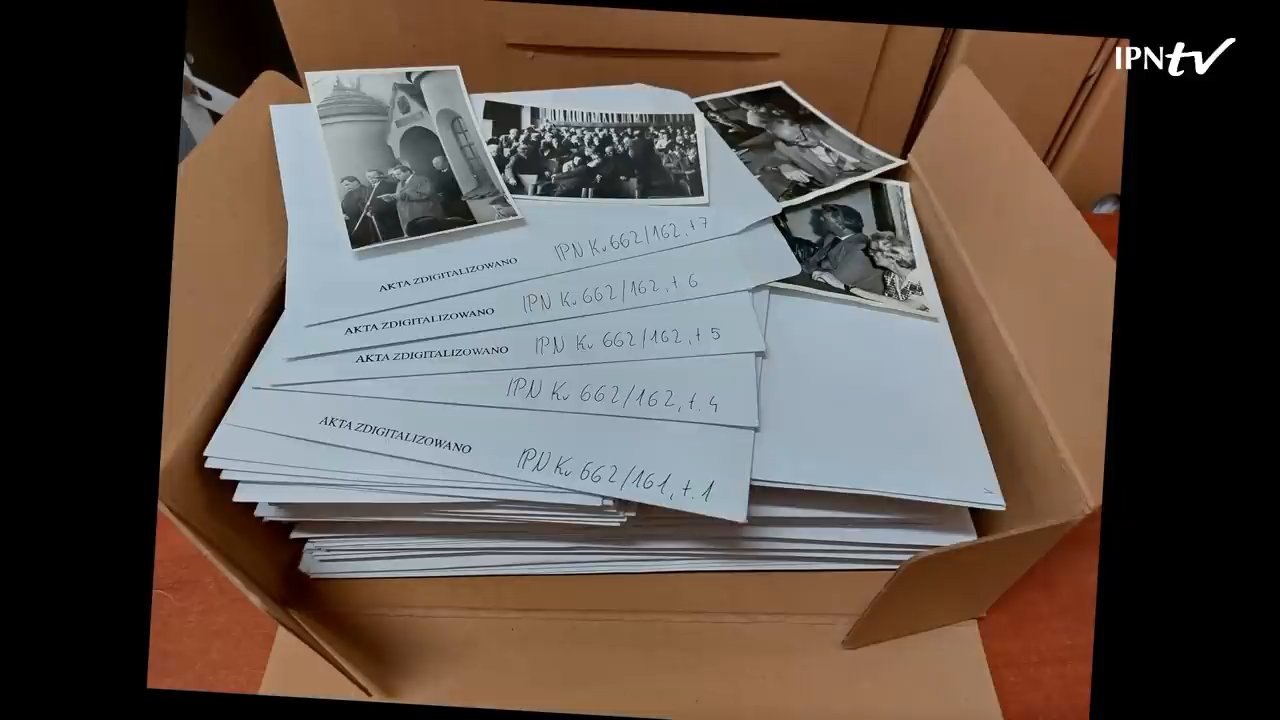 IPNtv
AKTA ZDIGITALIZOWANO IPN Kr 662/162, t 7
AKTA ZDIGITALIZOWANO IPN Kr 662/162, t 6
AKTA ZDIGITALIZOWANO IPN Kr 662/162, t 5
IPN Kr 662/162, t. 4
AKTA ZDIGITALIZOWANO IPN Kr 662/161, t. 1